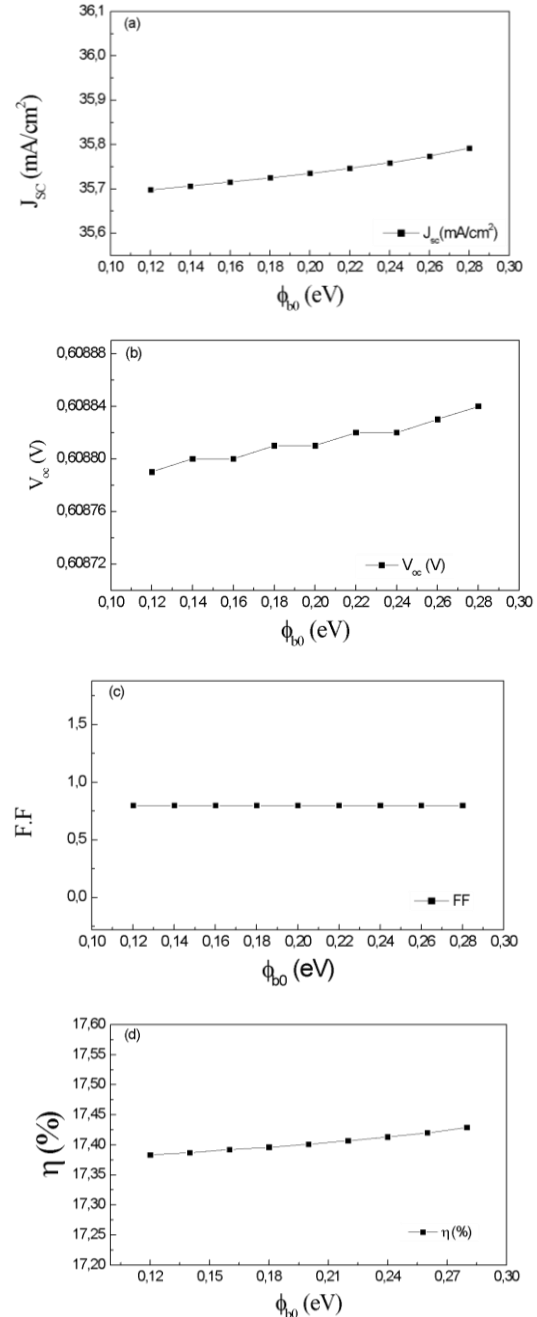 (a)
36,1
36,0
35,9
35,8
35,7
35,6
J_SC (mA/cm²)
J_sc(mA/cm²)
0,10 0,12 0,14 0,16 0,18 0,20 0,22 0,24 0,26 0,28 0,30
ϕ_b0 (eV)
(b)
0,60888
0,60884
0,60880
0,60876
0,60872
V_oc (V)
V_oc (V)
0,10 0,12 0,14 0,16 0,18 0,20 0,22 0,24 0,26 0,28 0,30
ϕ_b0 (eV)
(c)
1,5
1,0
0,5
0,0
F.F
FF
0,10 0,12 0,14 0,16 0,18 0,20 0,22 0,24 0,26 0,28 0,30
ϕ_b0 (eV)
(d)
17,60
17,55
17,50
17,45
17,40
17,35
17,30
17,25
17,20
η (%)
η (%)
0,12 0,15 0,18 0,21 0,24 0,27 0,30
ϕ_b0 (eV)